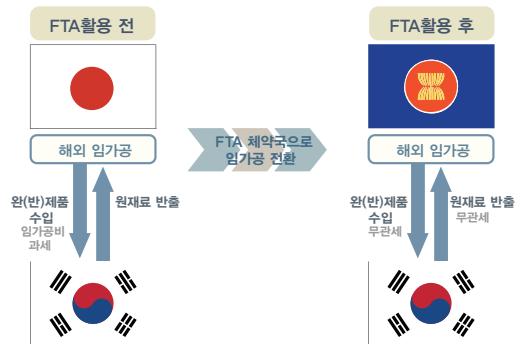 FTA활용 전
해외 임가공
완(반)제품
수입
임가공비
과세
원재료 반출
FTA 체약국으로
임가공 전환
FTA활용 후
해외 임가공
완(반)제품
수입
무관세
원재료 반출
무관세